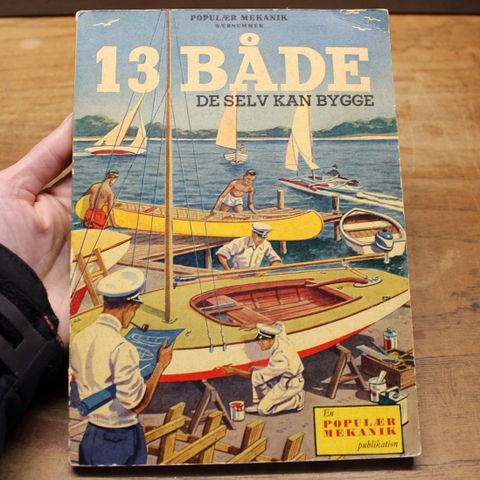 POPULÆR MEKANIK
SÆRNUMMER
13 BÅDE
DE SELV KAN BYGGE
En
POPULÆR
MEKANIK
publikation